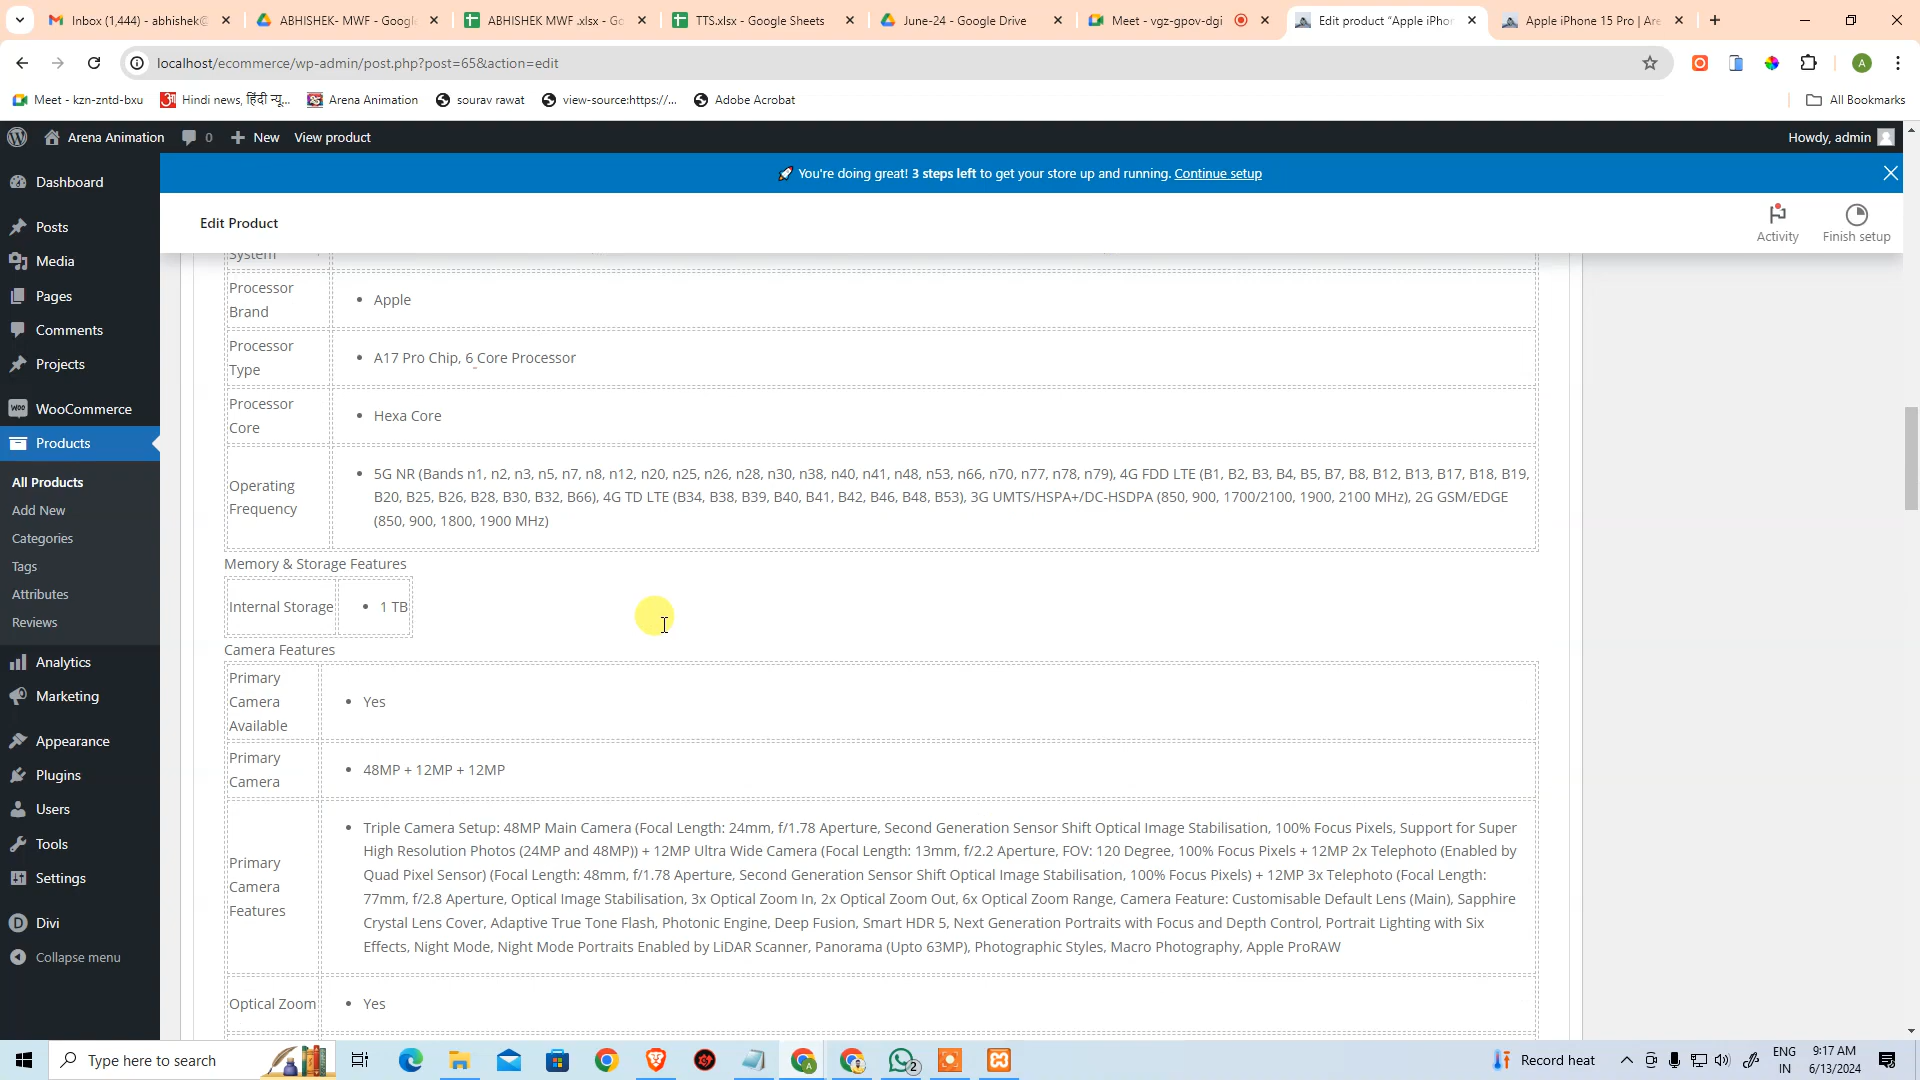 Inbox (1,444) - abhishek@
ABHISHEK- MWF - Google
ABHISHEK MWF .xlsx - Go
TTS.xlsx - Google Sheets
June-24 - Google Drive
Meet - vgz-gpov-dgi
Edit product "Apple iPhon
Apple iPhone 15 Pro | Are
localhost/ecommerce/wp-admin/post.php?post=65&action=edit
A
Meet - kzn-zntd-bxu
Hindi news, हिंदी न्यू...
Arena Animation
sourav rawat
view-source:https://...
Adobe Acrobat
All Bookmarks
Arena Animation
0
New
View product
Howdy, admin
Dashboard
Posts
Media
Pages
Comments
Projects
WooCommerce
Products
All Products
Add New
Categories
Tags
Attributes
Reviews
Analytics
Marketing
Appearance
Plugins
Users
Tools
Settings
Divi
Collapse menu
🚀 You're doing great! 3 steps left to get your store up and running. Continue setup
Edit Product
Activity
Finish setup
System
Processor
Brand
• Apple
Processor
Type
• A17 Pro Chip, 6 Core Processor
Processor
Core
• Hexa Core
Operating
Frequency
• 5G NR (Bands n1, n2, n3, n5, n7, n8, n12, n20, n25, n26, n28, n30, n38, n40, n41, n48, n53, n66, n70, n77, n78, n79), 4G FDD LTE (B1, B2, B3, B4, B5, B7, B8, B12, B13, B17, B18, B19,
B20, B25, B26, B28, B30, B32, B66), 4G TD LTE (B34, B38, B39, B40, B41, B42, B46, B48, B53), 3G UMTS/HSPA+/DC-HSDPA (850, 900, 1700/2100, 1900, 2100 MHz), 2G GSM/EDGE
(850, 900, 1800, 1900 MHz)
Memory & Storage Features
Internal Storage
• 1 TB
Camera Features
Primary
Camera
Available
• Yes
Primary
Camera
• 48MP + 12MP + 12MP
Primary
Camera
Features
• Triple Camera Setup: 48MP Main Camera (Focal Length: 24mm, f/1.78 Aperture, Second Generation Sensor Shift Optical Image Stabilisation, 100% Focus Pixels, Support for Super
High Resolution Photos (24MP and 48MP)) + 12MP Ultra Wide Camera (Focal Length: 13mm, f/2.2 Aperture, FOV: 120 Degree, 100% Focus Pixels + 12MP 2x Telephoto (Enabled by
Quad Pixel Sensor) (Focal Length: 48mm, f/1.78 Aperture, Second Generation Sensor Shift Optical Image Stabilisation, 100% Focus Pixels) + 12MP 3x Telephoto (Focal Length:
77mm, f/2.8 Aperture, Optical Image Stabilisation, 3x Optical Zoom In, 2x Optical Zoom Out, 6x Optical Zoom Range, Camera Feature: Customisable Default Lens (Main), Sapphire
Crystal Lens Cover, Adaptive True Tone Flash, Photonic Engine, Deep Fusion, Smart HDR 5, Next Generation Portraits with Focus and Depth Control, Portrait Lighting with Six
Effects, Night Mode, Night Mode Portraits Enabled by LiDAR Scanner, Panorama (Upto 63MP), Photographic Styles, Macro Photography, Apple ProRAW
Optical Zoom
• Yes
Type here to search
2
Record heat
ENG
IN
9:17 AM
6/13/2024